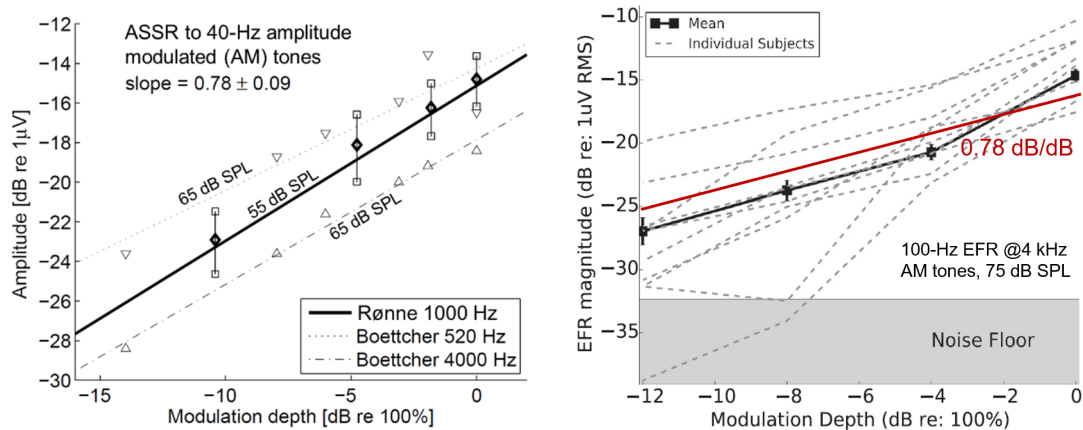 ASSR to 40-Hz amplitude
modulated (AM) tones
slope = 0.78 ± 0.09
65 dB SPL
55 dB SPL
65 dB SPL
Rønne 1000 Hz
Boettcher 520 Hz
Boettcher 4000 Hz
−12
−14
−16
−18
−20
−22
−24
−26
−28
−30
Amplitude [dB re 1μV]
−15
−10
−5
0
Modulation depth [dB re 100%]
Mean
Individual Subjects
0.78 dB/dB
100-Hz EFR @4 kHz
AM tones, 75 dB SPL
Noise Floor
−10
−15
−20
−25
−30
−35
EFR magnitude (dB re: 1uV RMS)
−12
−10
−8
−6
−4
−2
0
Modulation Depth (dB re: 100%)